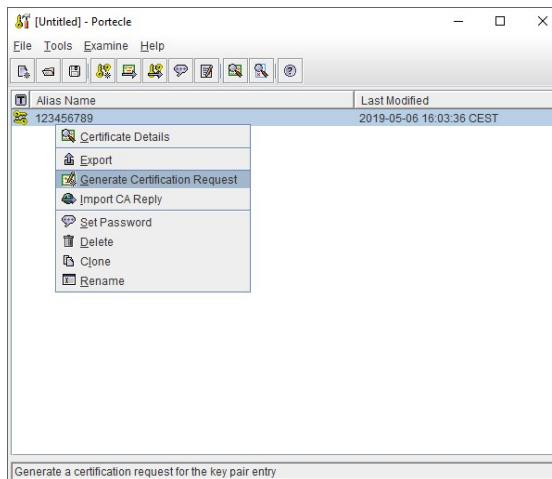 [Untitled] - Portecle
File Tools Examine Help
Alias Name Last Modified
123456789 2019-05-06 16:03:36 CEST
Certificate Details
Export
Generate Certification Request
Import CA Reply
Set Password
Delete
Clone
Rename
Generate a certification request for the key pair entry